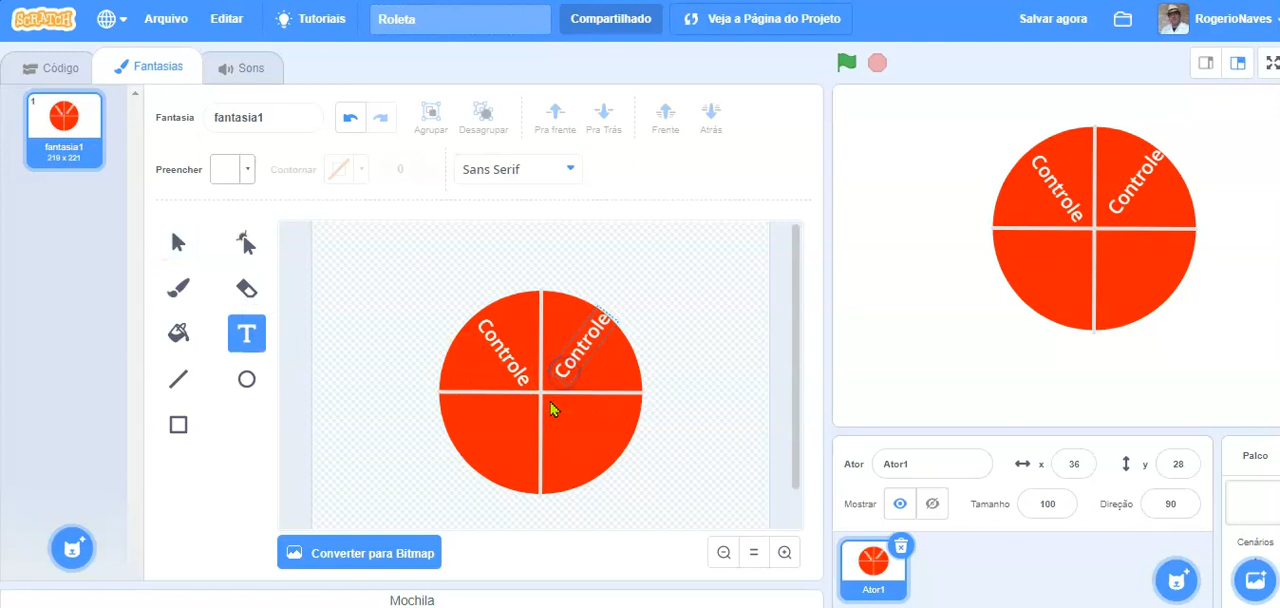 SCRATCH
Arquivo
Editar
Tutoriais
Roleta
Compartilhado
Veja a Página do Projeto
Salvar agora
RogerioNaves
Código
Fantasias
Sons
1
fantasia1
219 x 221
Fantasia
fantasia1
Agrupar
Desagrupar
Pra frente
Pra Trás
Frente
Atrás
Preencher
Contornar
0
Sans Serif
T
Controle
Controle
Controle
Controle
Converter para Bitmap
Ator
Ator1
x
36
y
28
Mostrar
Tamanho
100
Direção
90
Ator1
Palco
Cenários
Mochila